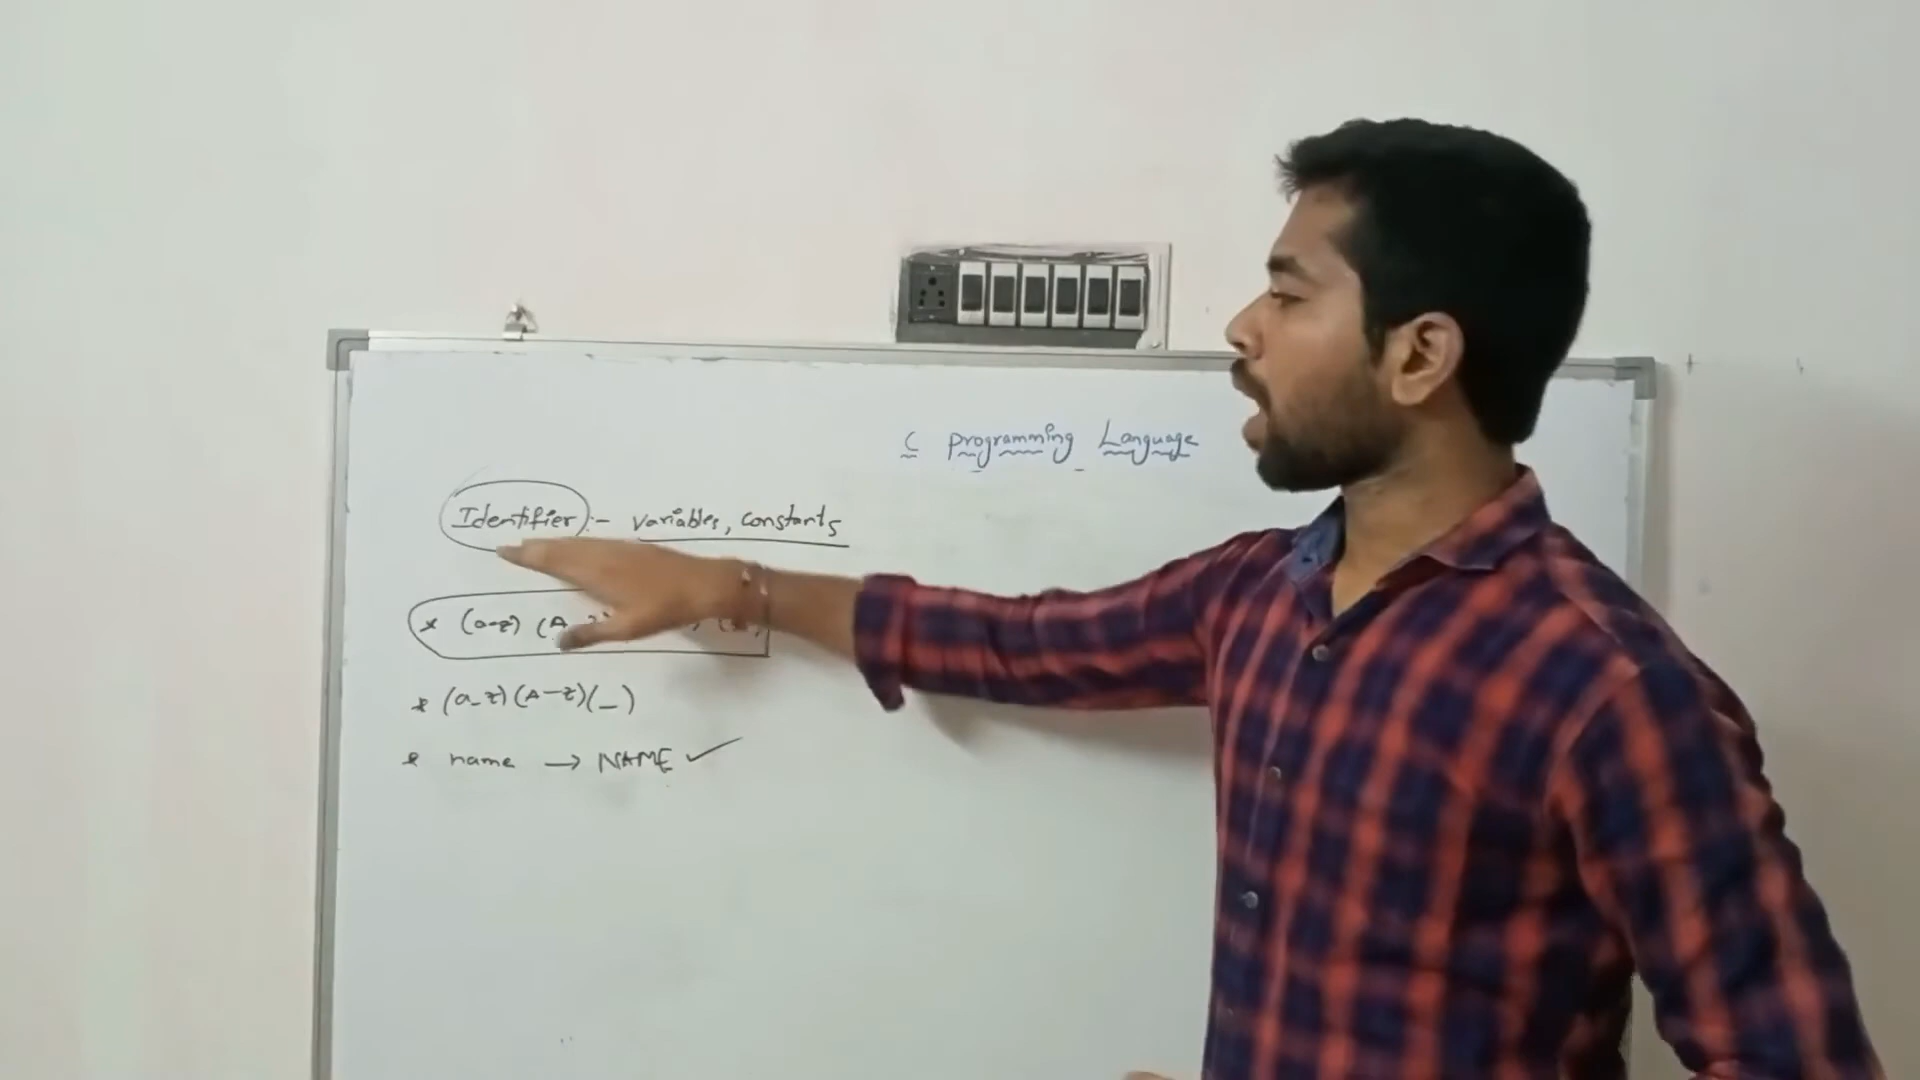 C Programming Language
Identifier :- variables, constants
* (a-z) (A
* (a-z) (A-Z) (_)
* name → NAME ✓